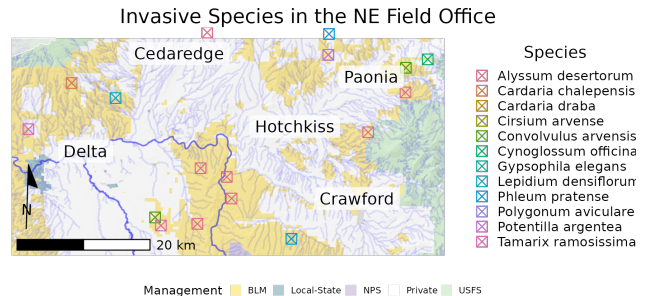 Invasive Species in the NE Field Office
Cedaredge
Paonia
Hotchkiss
Delta
Crawford
N
20 km
Species
Alyssum desertorum
Cardaria chalepensis
Cardaria draba
Cirsium arvense
Convolvulus arvensis
Cynoglossum officina
Gypsophila elegans
Lepidium densiflorum
Phleum pratense
Polygonum aviculare
Potentilla argentea
Tamarix ramosissima
Management BLM Local-State NPS Private USFS